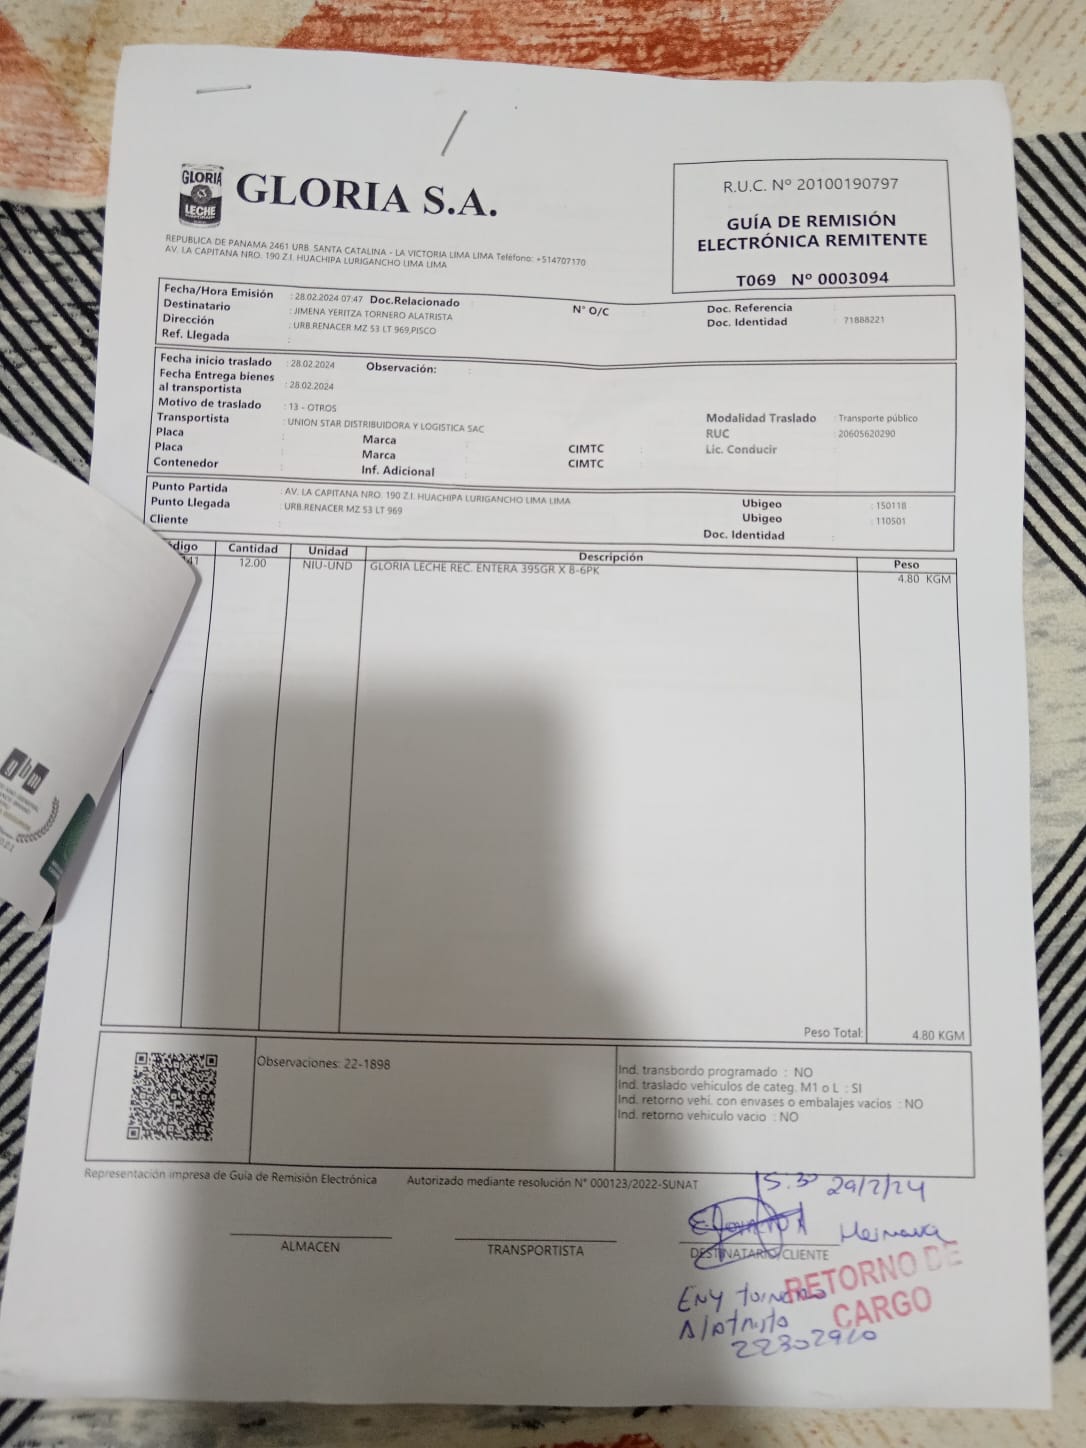 GLORIA
LECHE
GLORIA S.A.
REPUBLICA DE PANAMA 2461 URB. SANTA CATALINA - LA VICTORIA LIMA LIMA Teléfono: +514707170
AV. LA CAPITANA NRO. 190 Z.I. HUACHIPA LURIGANCHO LIMA LIMA
R.U.C. Nº 20100190797
GUÍA DE REMISIÓN
ELECTRÓNICA REMITENTE
T069 Nº 0003094
Fecha/Hora Emisión : 28.02.2024 07:47 Doc.Relacionado : N° O/C Doc. Referencia :
Destinatario : JIMENA YERITZA TORNERO ALATRISTA Doc. Identidad : 71888221
Dirección : URB.RENACER MZ 53 LT 969,PISCO
Ref. Llegada :
Fecha inicio traslado : 28.02.2024 Observación: :
Fecha Entrega bienes
al transportista : 28.02.2024
Motivo de traslado : 13 - OTROS Modalidad Traslado : Transporte público
Transportista : UNION STAR DISTRIBUIDORA Y LOGISTICA SAC RUC : 20605620290
Placa : Marca : CIMTC : Lic. Conducir :
Placa : Marca : CIMTC :
Contenedor : Inf. Adicional :
Punto Partida : AV. LA CAPITANA NRO. 190 Z.I. HUACHIPA LURIGANCHO LIMA LIMA Ubigeo : 150118
Punto Llegada : URB.RENACER MZ 53 LT 969 Ubigeo : 110501
Cliente : Doc. Identidad :
digo Cantidad Unidad Descripción Peso
41 12.00 NIU-UND GLORIA LECHE REC. ENTERA 395GR X 8-6PK 4.80 KGM
gbm
Peso Total: 4.80 KGM
Observaciones: 22-1898
Ind. transbordo programado : NO
Ind. traslado vehiculos de categ. M1 o L : SI
Ind. retorno vehi. con envases o embalajes vacios : NO
Ind. retorno vehiculo vacio : NO
Representación impresa de Guia de Remisión Electrónica Autorizado mediante resolución N° 000123/2022-SUNAT
15:30 29/2/24
ALMACEN TRANSPORTISTA DESTINATARIO/CLIENTE
Hermana
RETORNO DE
CARGO
ENY Tornero
Alatrista
22302910